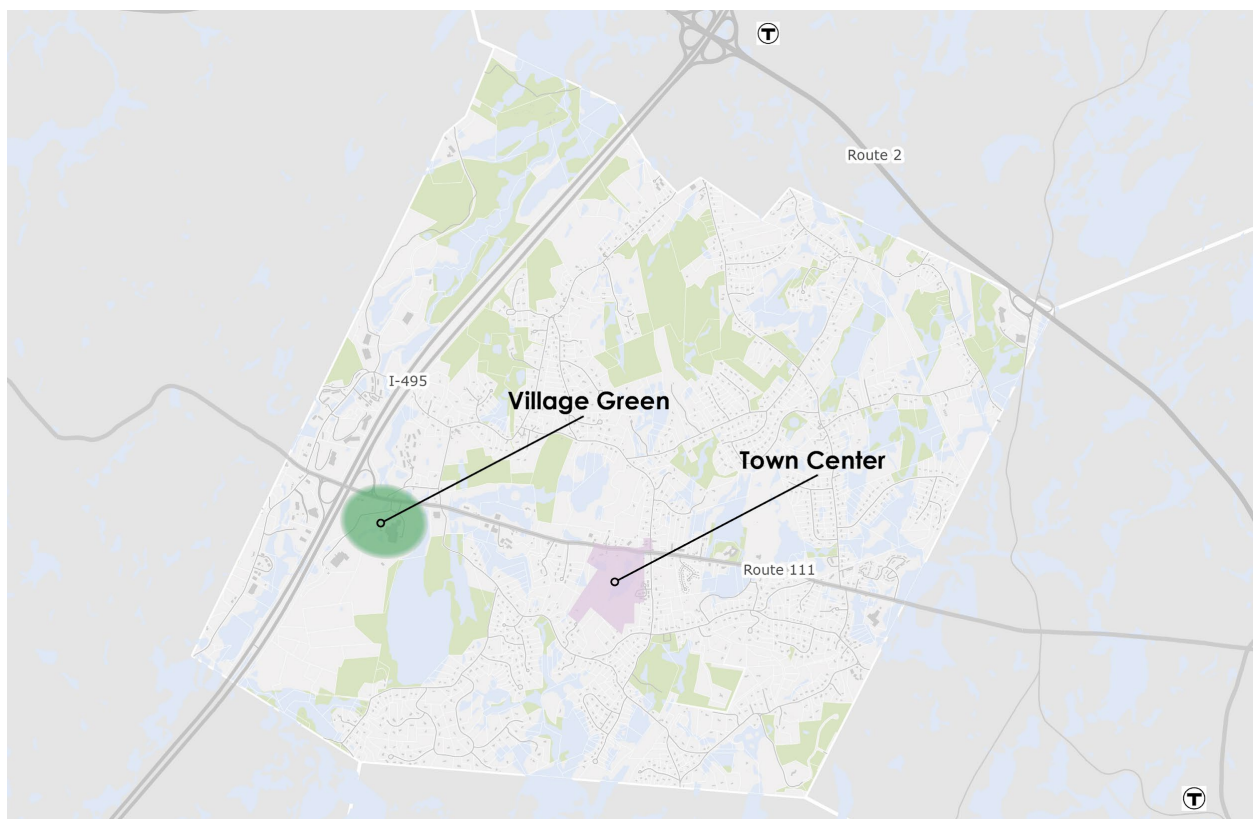 T
Route 2
I-495
Village Green
Town Center
Route 111
T